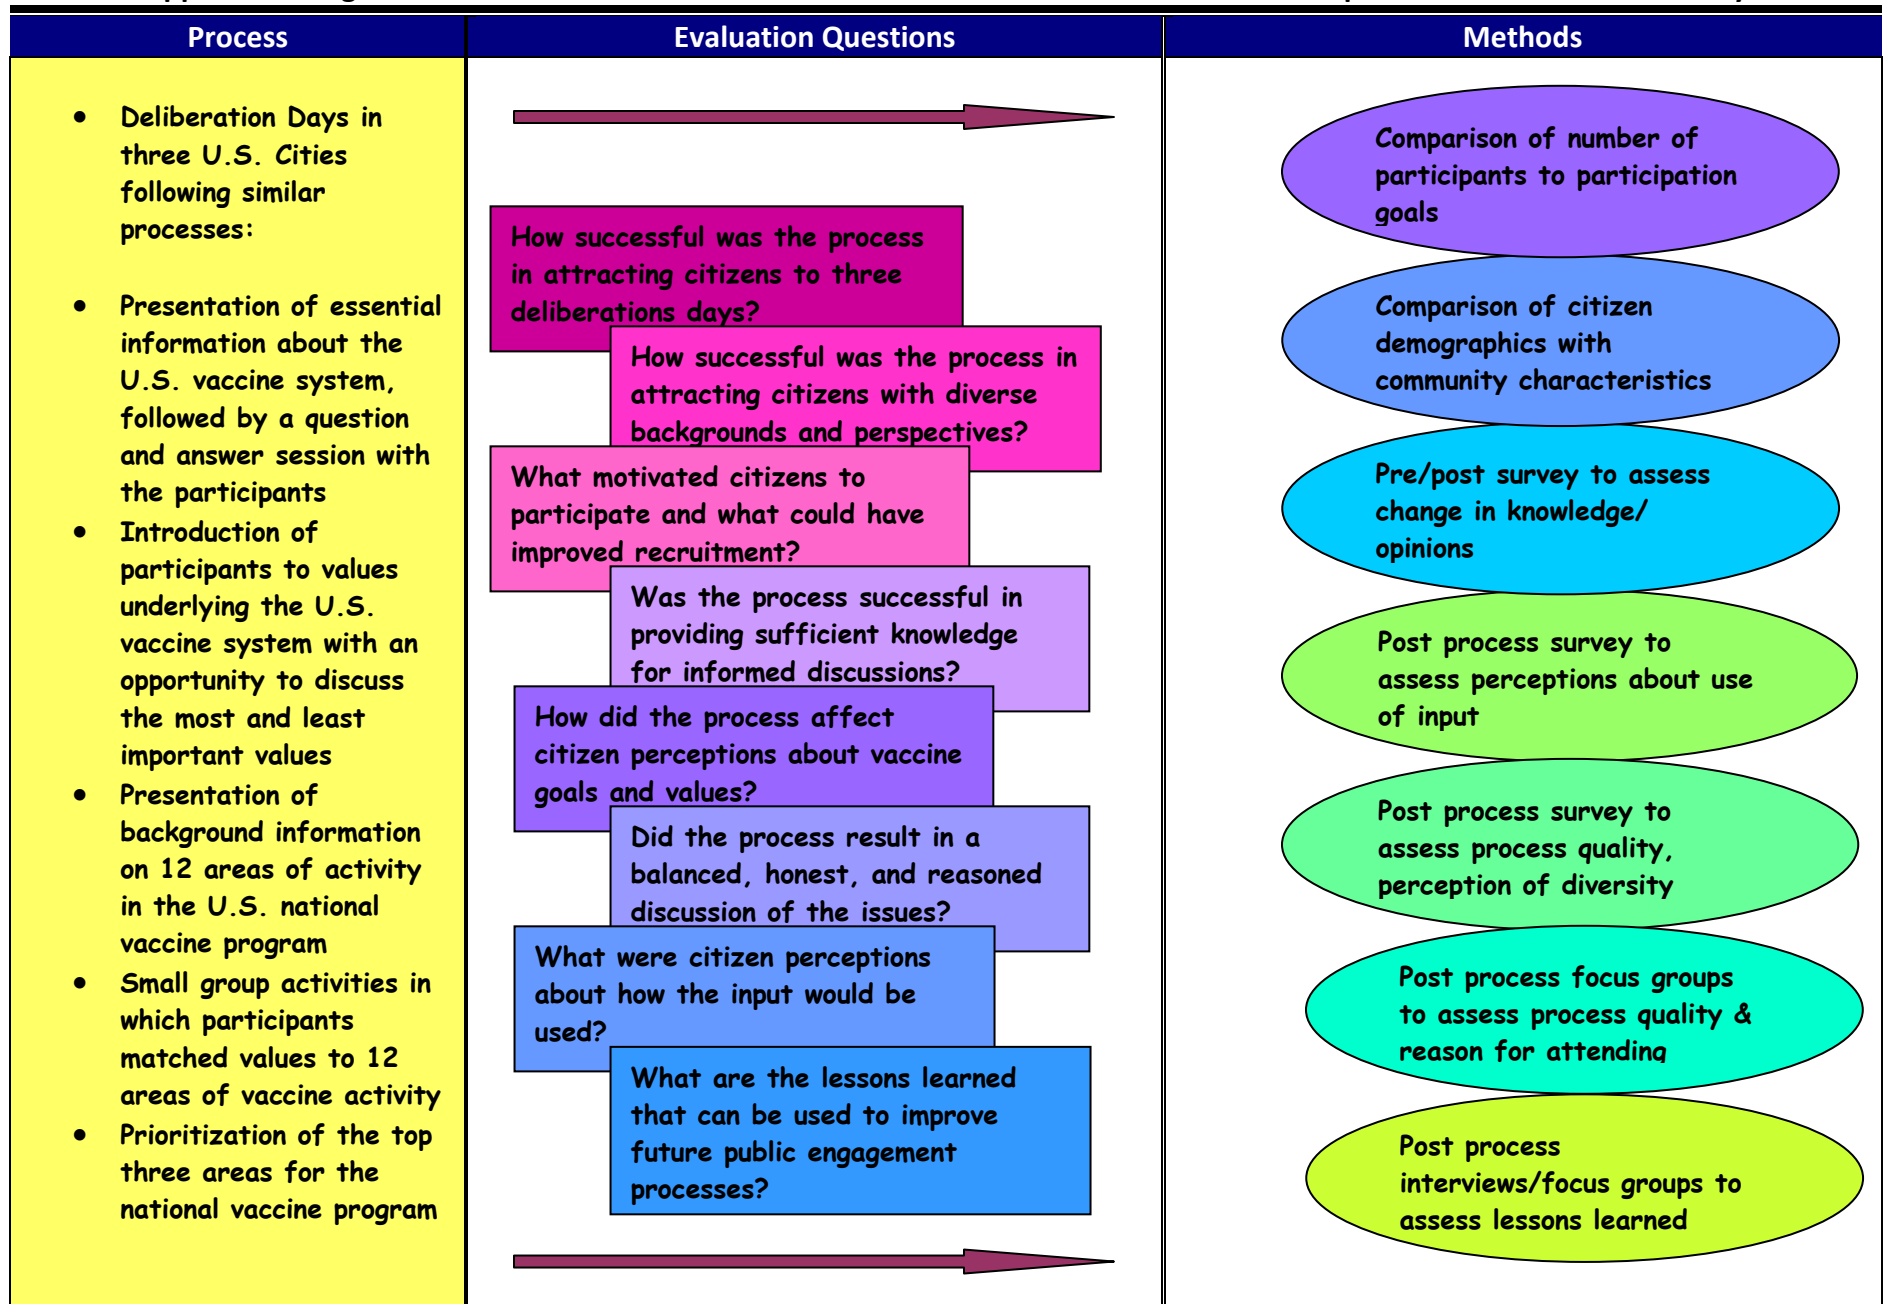 Process
Evaluation Questions
Methods
• Deliberation Days in
three U.S. Cities
following similar
processes:
• Presentation of essential
information about the
U.S. vaccine system,
followed by a question
and answer session with
the participants
• Introduction of
participants to values
underlying the U.S.
vaccine system with an
opportunity to discuss
the most and least
important values
• Presentation of
background information
on 12 areas of activity
in the U.S. national
vaccine program
• Small group activities in
which participants
matched values to 12
areas of vaccine activity
• Prioritization of the top
three areas for the
national vaccine program
How successful was the process
in attracting citizens to three
deliberations days?
How successful was the process in
attracting citizens with diverse
backgrounds and perspectives?
What motivated citizens to
participate and what could have
improved recruitment?
Was the process successful in
providing sufficient knowledge
for informed discussions?
How did the process affect
citizen perceptions about vaccine
goals and values?
Did the process result in a
balanced, honest, and reasoned
discussion of the issues?
What were citizen perceptions
about how the input would be
used?
What are the lessons learned
that can be used to improve
future public engagement
processes?
Comparison of number of
participants to participation
goals
Comparison of citizen
demographics with
community characteristics
Pre/post survey to assess
change in knowledge/
opinions
Post process survey to
assess perceptions about use
of input
Post process survey to
assess process quality,
perception of diversity
Post process focus groups
to assess process quality &
reason for attending
Post process
interviews/focus groups to
assess lessons learned